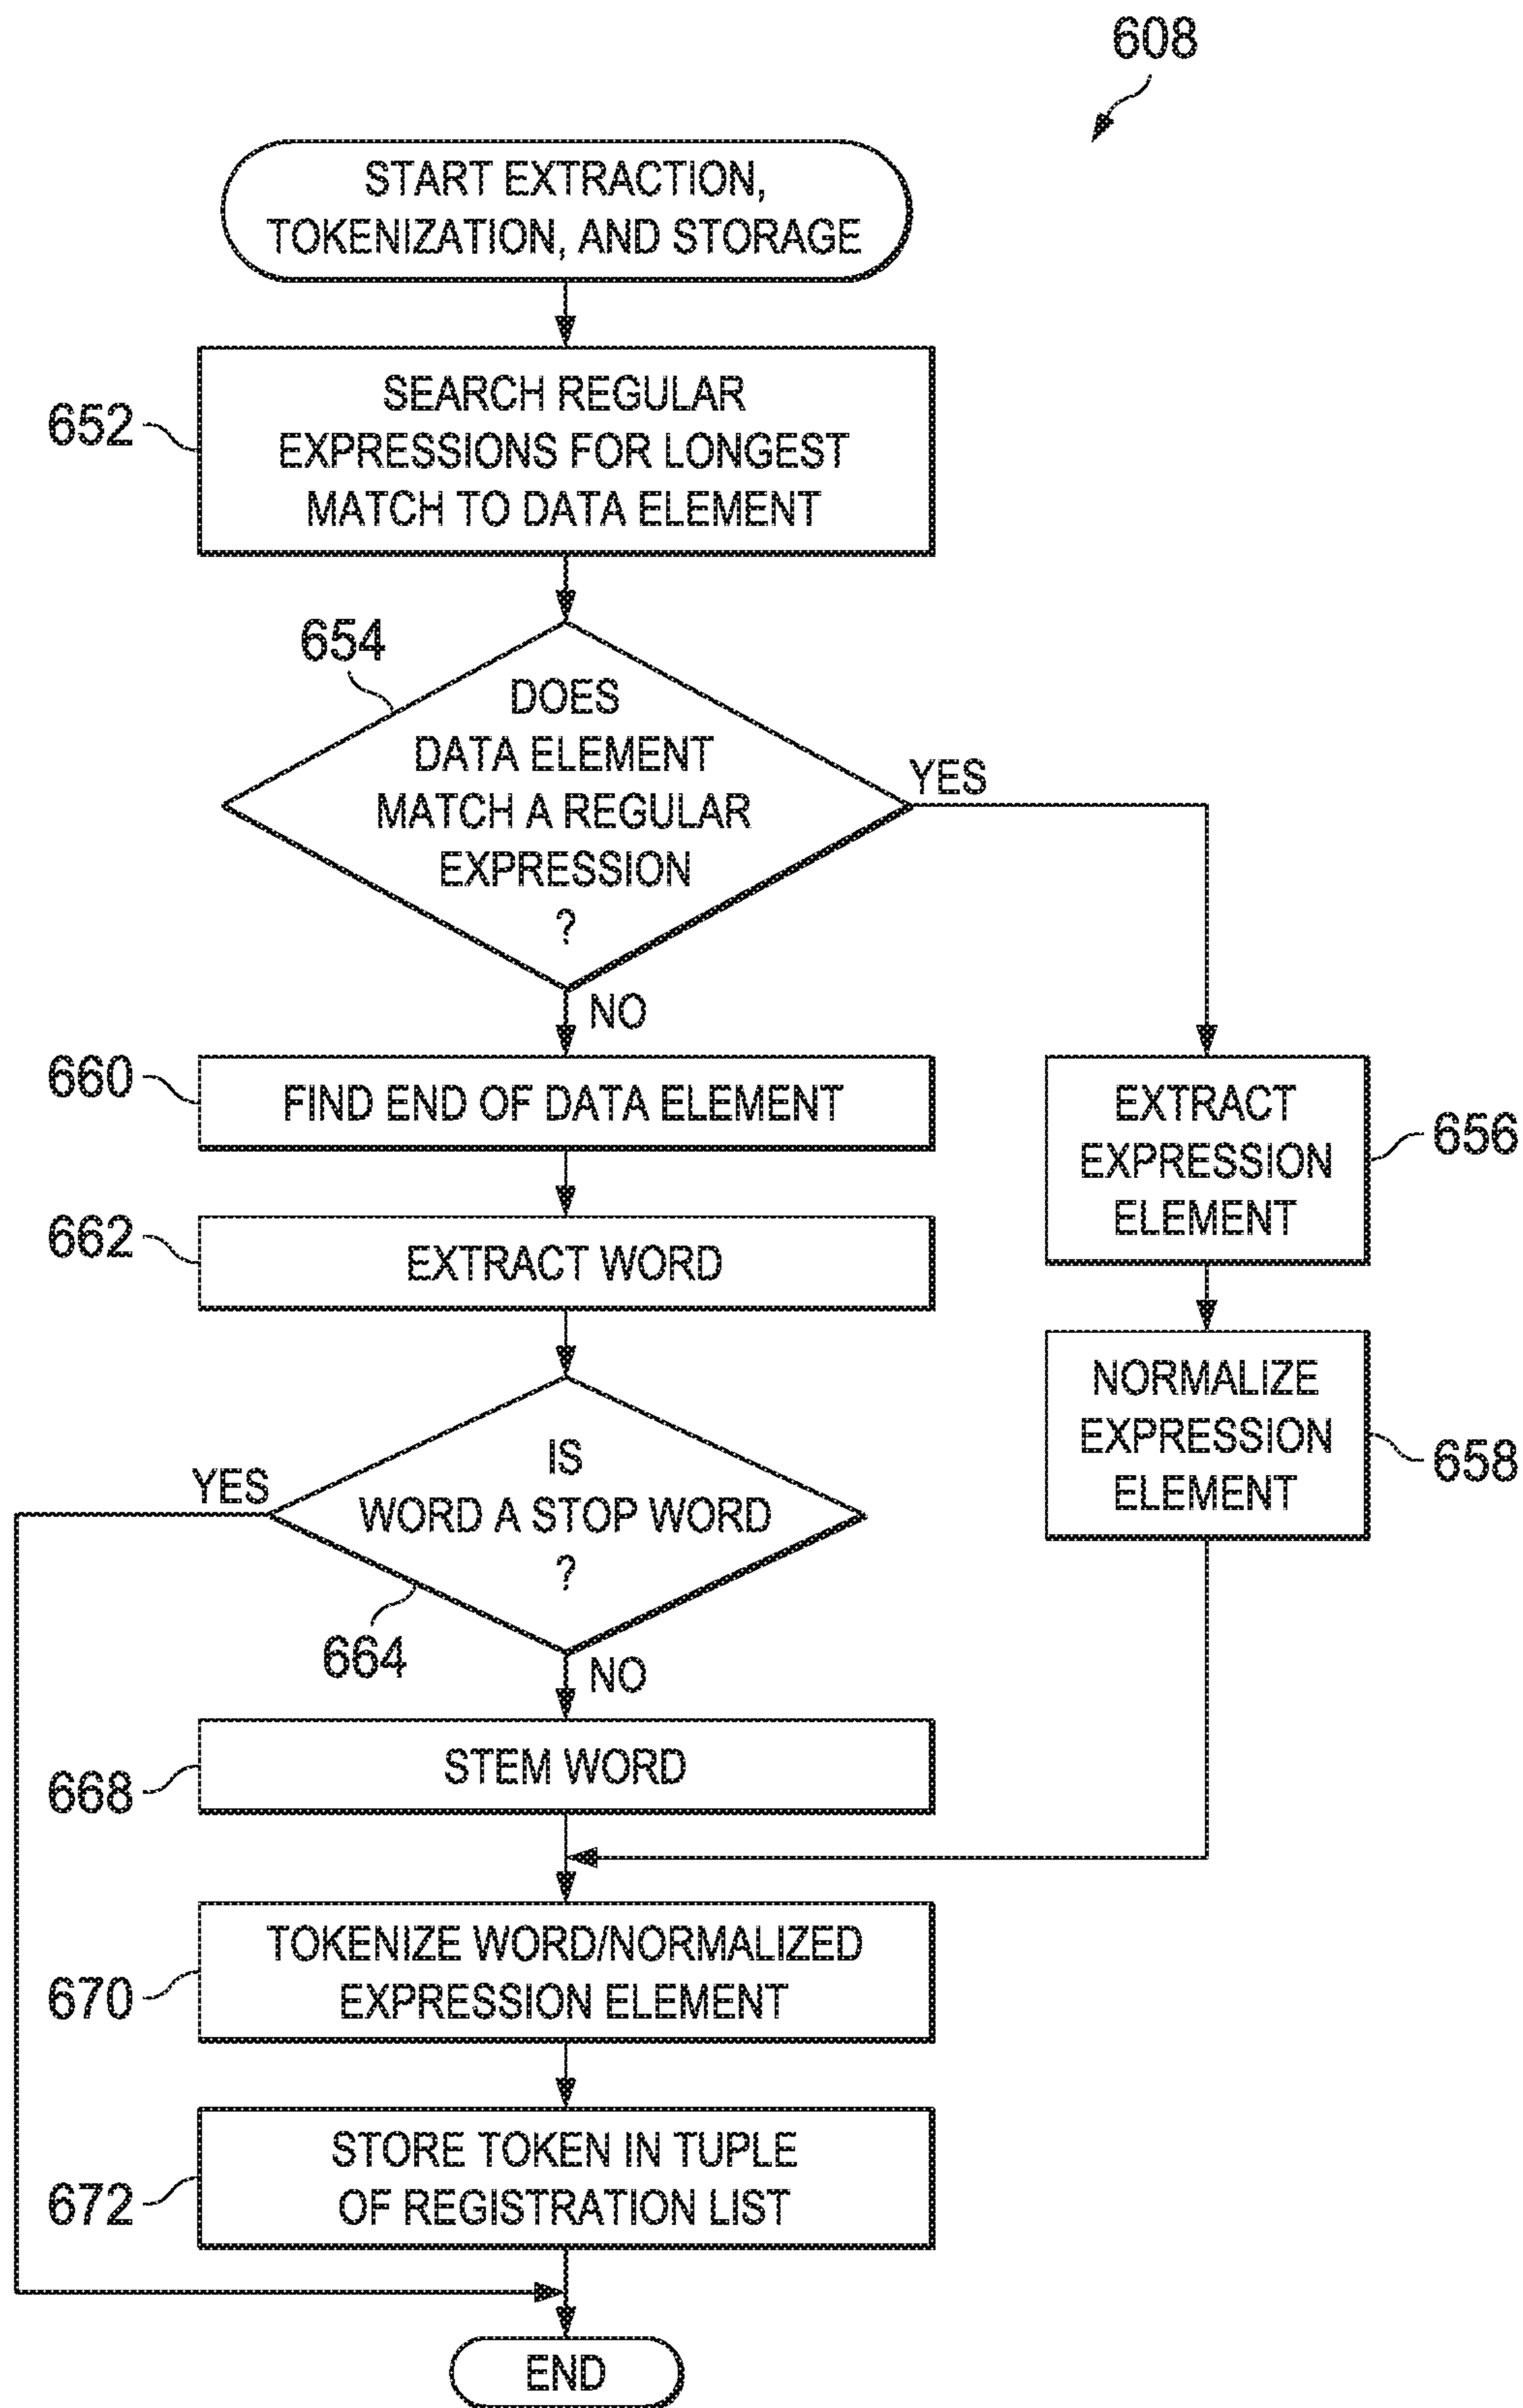 608
START EXTRACTION,
TOKENIZATION, AND STORAGE
652
SEARCH REGULAR
EXPRESSIONS FOR LONGEST
MATCH TO DATA ELEMENT
654
DOES
DATA ELEMENT
MATCH A REGULAR
EXPRESSION
?
YES
NO
660
FIND END OF DATA ELEMENT
EXTRACT
EXPRESSION
ELEMENT
656
662
EXTRACT WORD
NORMALIZE
EXPRESSION
ELEMENT
658
YES
IS
WORD A STOP WORD
?
664
NO
668
STEM WORD
670
TOKENIZE WORD/NORMALIZED
EXPRESSION ELEMENT
672
STORE TOKEN IN TUPLE
OF REGISTRATION LIST
END